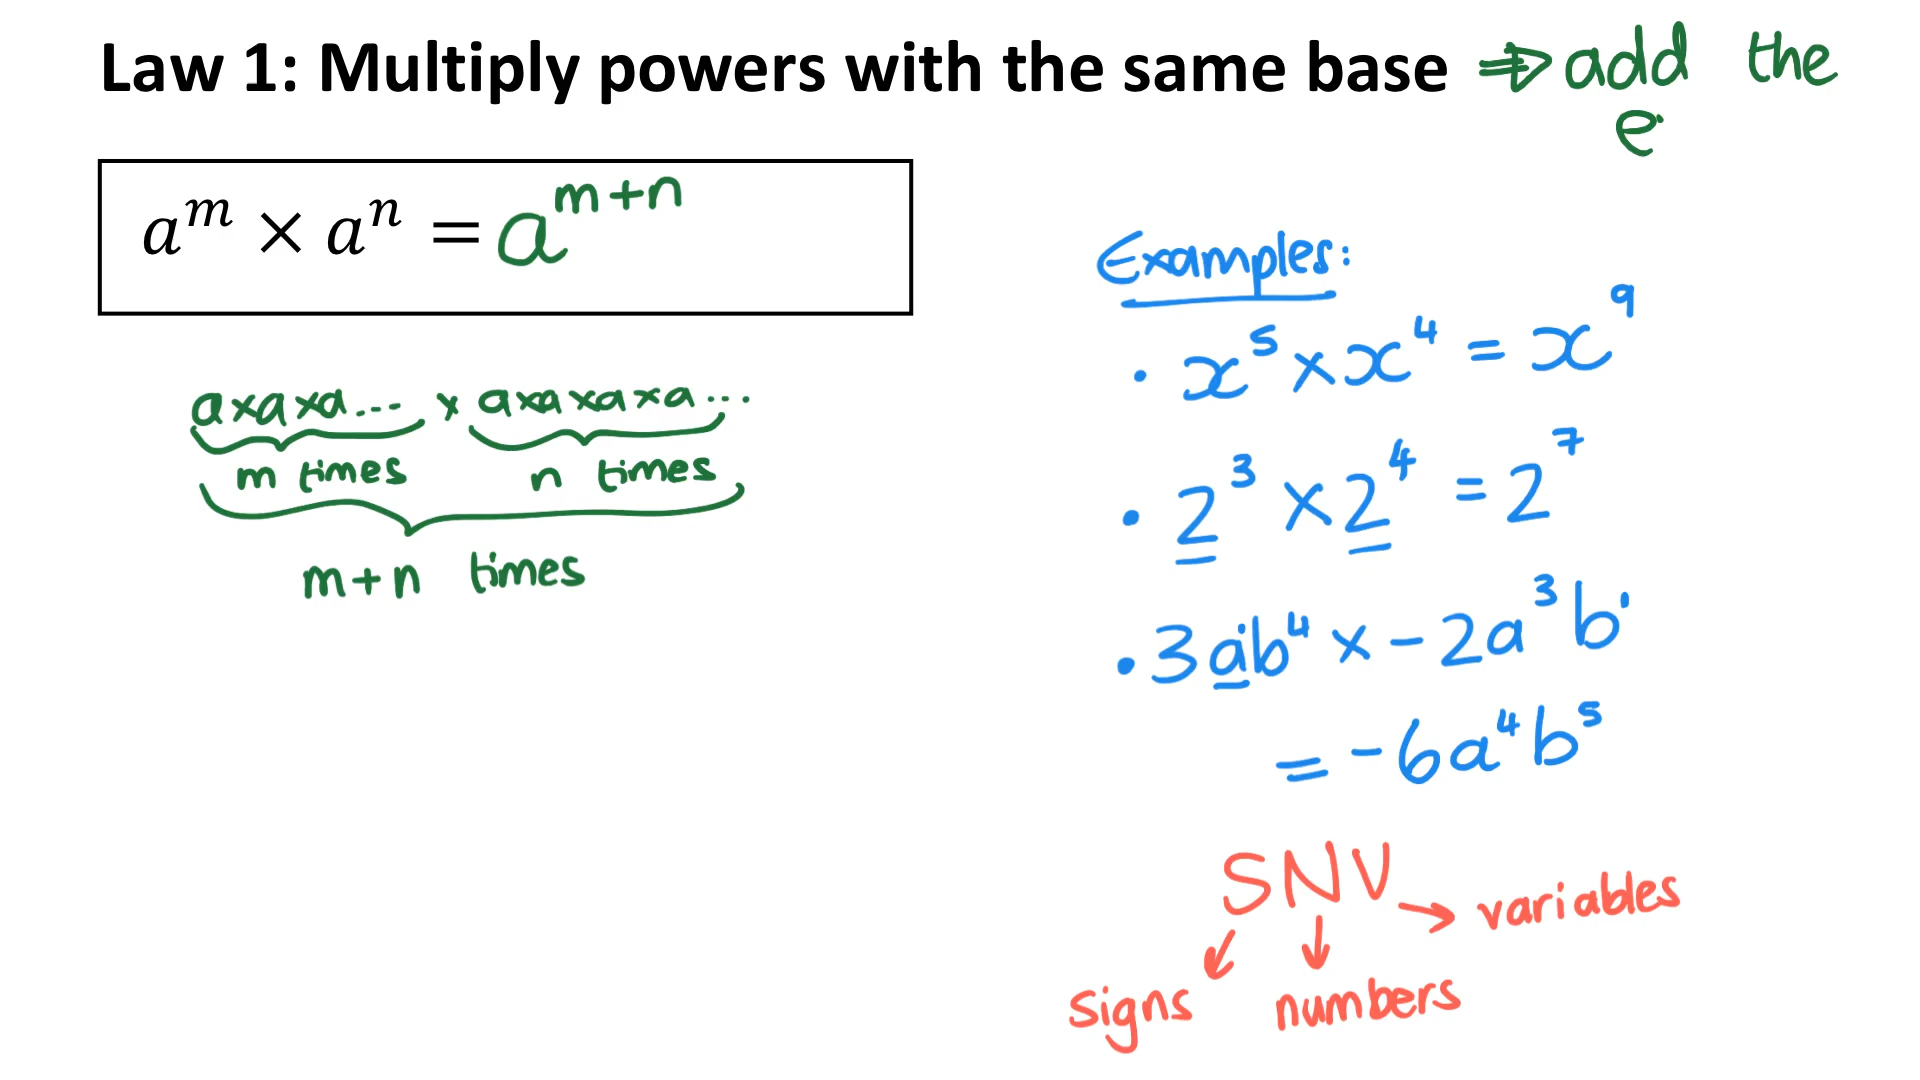 Law 1: Multiply powers with the same base ⇒ add the
e
a^m × a^n = a^(m+n)
a×a×a... × a×a×a×a...
m times n times
m+n times
Examples:
• x^5 × x^4 = x^9
• 2^3 × 2^4 = 2^7
• 3ab^4 × -2a^3b
= -6a^4b^5
SNV
→ variables
signs numbers